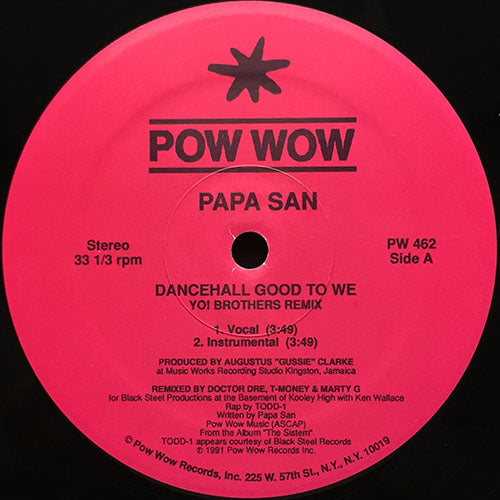 POW WOW
PAPA SAN
Stereo
33 1/3 rpm
PW 462
Side A
DANCEHALL GOOD TO WE
YO! BROTHERS REMIX
1. Vocal (3:49)
2. Instrumental (3:49)
PRODUCED BY AUGUSTUS "GUSSIE" CLARKE
at Music Works Recording Studio Kingston, Jamaica
REMIXED BY DOCTOR DRE, T-MONEY & MARTY G
for Black Steel Productions at the Basement of Kooley High with Ken Wallace
Rap by TODD-1
Written by Papa San
Pow Wow Music (ASCAP)
From the Album "The Sistem"
TODD-1 appears courtesy of Black Steel Records
℗ 1991 Pow Wow Records, Inc.
© Pow Wow Records, Inc. 225 W. 57th St., N.Y., N.Y. 10019